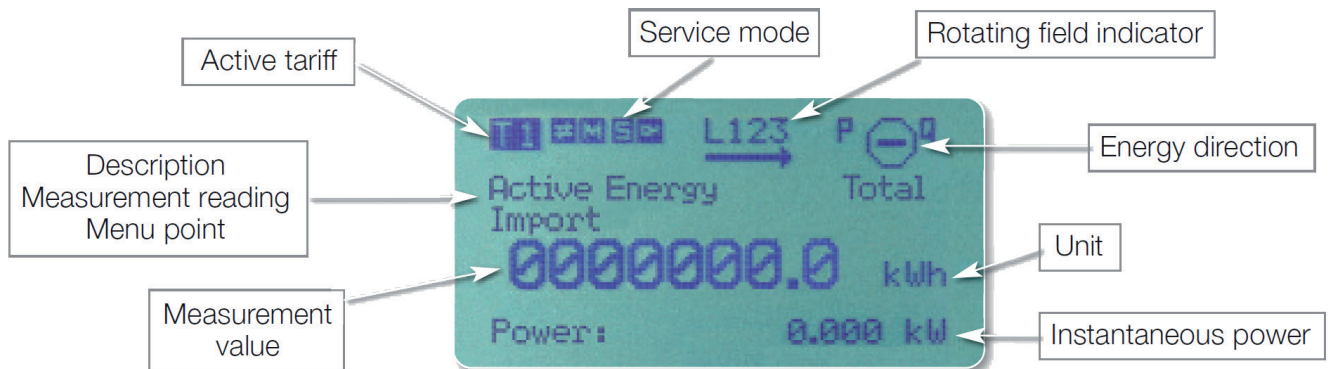 Service mode
Rotating field indicator
Active tariff
T1 M S L123 P Q
Energy direction
Description
Measurement reading
Menu point
Active Energy Total
Import
0000000.0 kWh
Unit
Measurement
value
Power: 0.000 kW
Instantaneous power